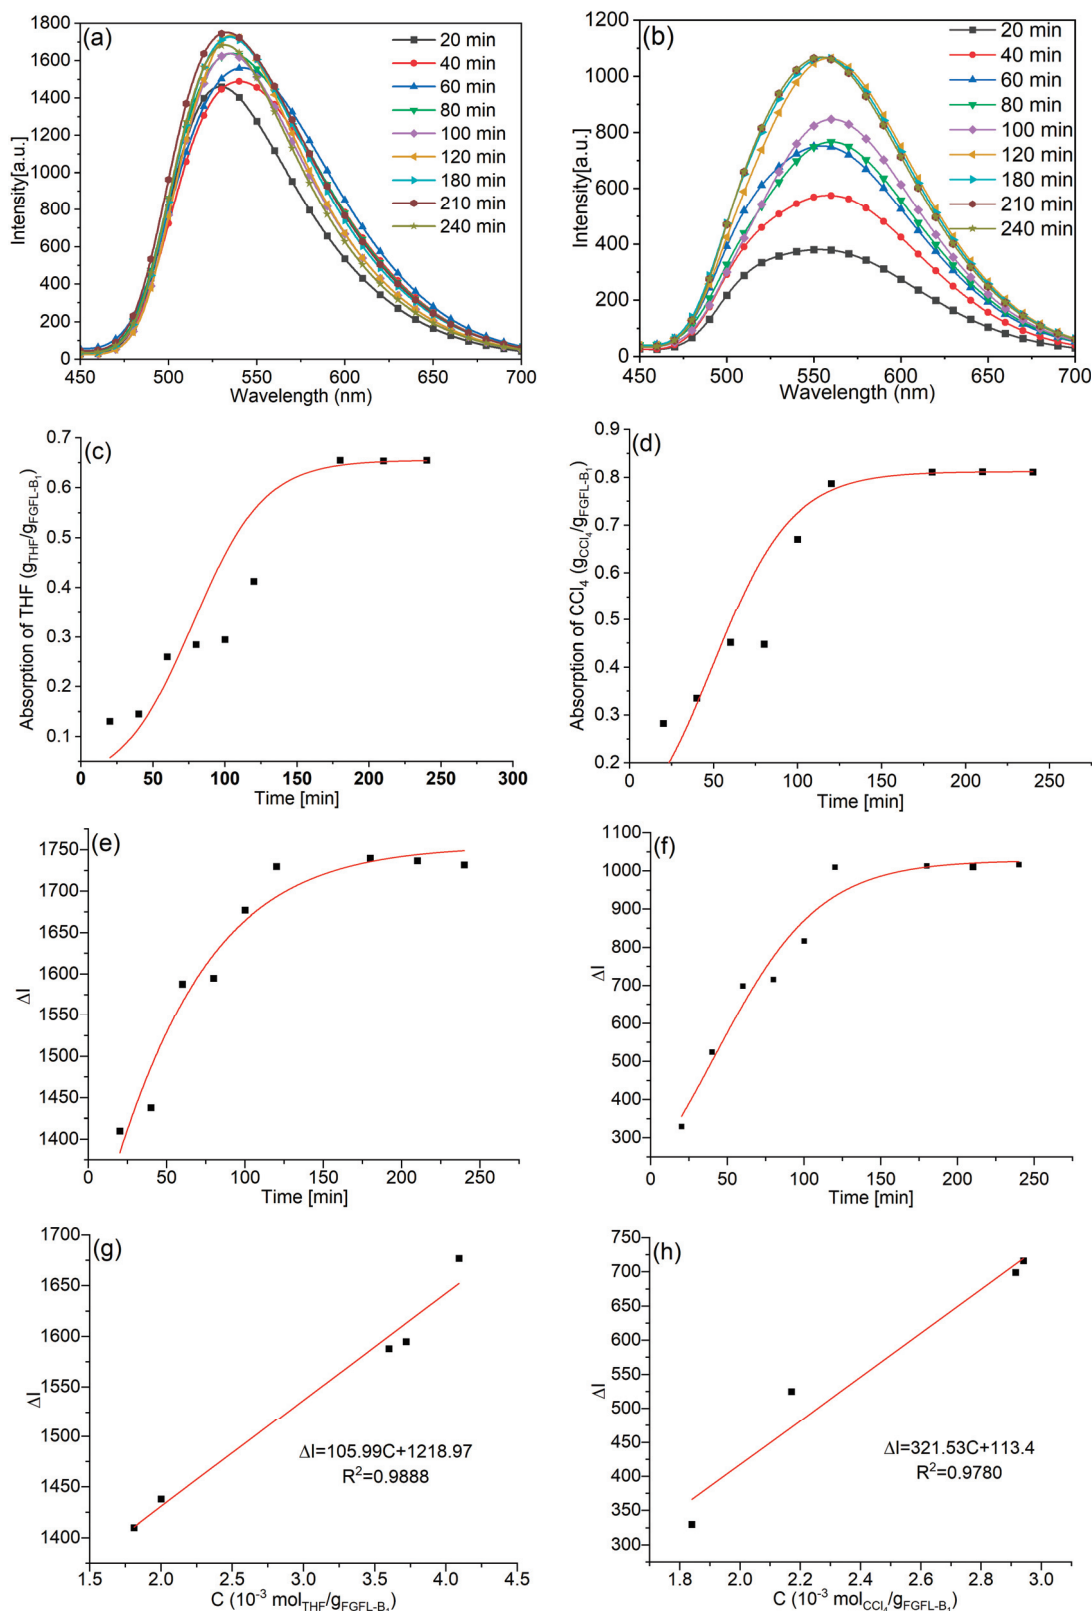 (a)
1800
1600
1400
1200
1000
800
600
400
200
0
Intensity[a.u.]
20 min
40 min
60 min
80 min
100 min
120 min
180 min
210 min
240 min
450 500 550 600 650 700
Wavelength (nm)
(b)
1200
1000
800
600
400
200
0
Intensity[a.u.]
20 min
40 min
60 min
80 min
100 min
120 min
180 min
210 min
240 min
450 500 550 600 650 700
Wavelength (nm)
(c)
0.7
0.6
0.5
0.4
0.3
0.2
0.1
Absorption of THF (g_THF/g_FGFL-B₁)
0 50 100 150 200 250 300
Time [min]
(d)
0.9
0.8
0.7
0.6
0.5
0.4
0.3
0.2
Absorption of CCl₄ (g_CCl₄/g_FGFL-B₁)
0 50 100 150 200 250
Time [min]
(e)
1750
1700
1650
1600
1550
1500
1450
1400
ΔI
0 50 100 150 200 250
Time [min]
(f)
1100
1000
900
800
700
600
500
400
300
ΔI
0 50 100 150 200 250
Time [min]
(g)
1700
1650
1600
1550
1500
1450
1400
ΔI
ΔI=105.99C+1218.97
R²=0.9888
1.5 2.0 2.5 3.0 3.5 4.0 4.5
C (10⁻³ mol_THF/g_FGFL-B₁)
(h)
750
700
650
600
550
500
450
400
350
300
ΔI
ΔI=321.53C+113.4
R²=0.9780
1.8 2.0 2.2 2.4 2.6 2.8 3.0
C (10⁻³ mol_CCl₄/g_FGFL-B₁)